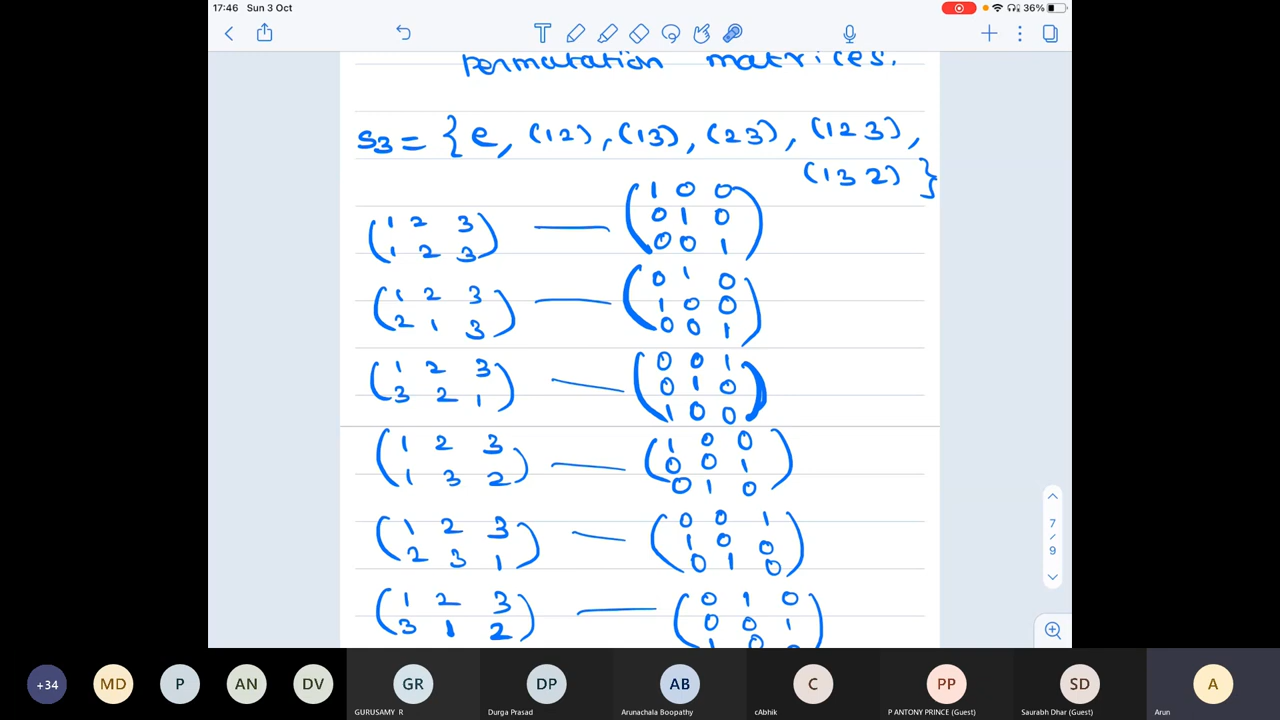 17:46 Sun 3 Oct
36%
permutation matrices.
S3 = { e, (12), (13), (23), (123),
(132) }
(1 2 3) — (1 0 0)
(1 2 3) (0 1 0)
(0 0 1)
(1 2 3) — (0 1 0)
(2 1 3) (1 0 0)
(0 0 1)
(1 2 3) — (0 0 1)
(3 2 1) (0 1 0)
(1 0 0)
(1 2 3) — (1 0 0)
(1 3 2) (0 0 1)
(0 1 0)
(1 2 3) — (0 0 1)
(2 3 1) (1 0 0)
(0 1 0)
(1 2 3) — (0 1 0)
(3 1 2) (0 0 1)
7
/
9
+34 MD P AN DV GR DP AB C PP SD A
GURUSAMY R Durga Prasad Arunachala Boopathy cAbhik P ANTONY PRINCE (Guest) Saurabh Dhar (Guest) Arun